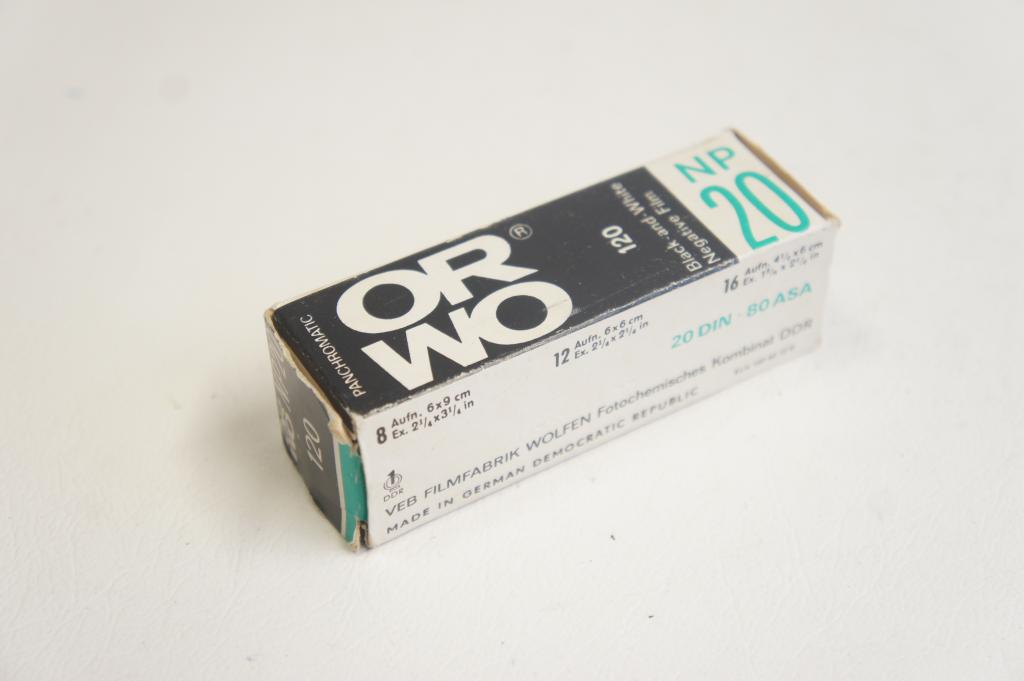 ORWO®
PANCHROMATIC
120
Black-and-White
Negative Film
NP
20
8 Aufn. 6x9 cm
Ex. 2¼x3¼ in
12 Aufn. 6x6 cm
Ex. 2¼x2¼ in
16 Aufn. 4½x6 cm
Ex. 1⅝x2¼ in
20 DIN · 80 ASA
1
DDR
VEB FILMFABRIK WOLFEN Fotochemisches Kombinat DDR
MADE IN GERMAN DEMOCRATIC REPUBLIC
120